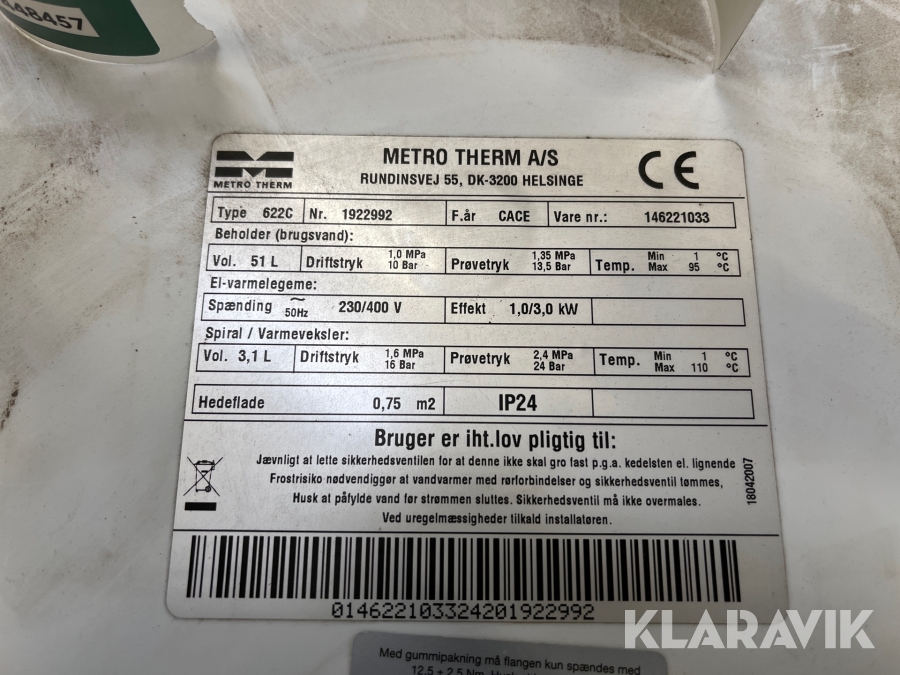 448457
METRO THERM A/S
RUNDINSVEJ 55, DK-3200 HELSINGE
METRO THERM
CE
Type 622C Nr. 1922992 F.år CACE Vare nr.: 146221033
Beholder (brugsvand):
Vol. 51 L Driftstryk 1,0 MPa 10 Bar Prøvetryk 1,35 MPa 13,5 Bar Temp. Min 1 °C Max 95 °C
El-varmelegeme:
Spænding ~ 50Hz 230/400 V Effekt 1,0/3,0 kW
Spiral / Varmeveksler:
Vol. 3,1 L Driftstryk 1,6 MPa 16 Bar Prøvetryk 2,4 MPa 24 Bar Temp. Min 1 °C Max 110 °C
Hedeflade 0,75 m2 IP24
Bruger er iht.lov pligtig til:
Jævnligt at lette sikkerhedsventilen for at denne ikke skal gro fast p.g.a. kedelsten el. lignende
Frostrisiko nødvendiggør at vandvarmer med rørforbindelser og sikkerhedsventil tømmes,
Husk at påfylde vand før strømmen sluttes. Sikkerhedsventil må ikke overmales.
Ved uregelmæssigheder tilkald installatøren.
18042007
014622103324201922992
KLARAVIK
Med gummipakning må flangen kun spændes med
12,5 ± 2,5 Nm.